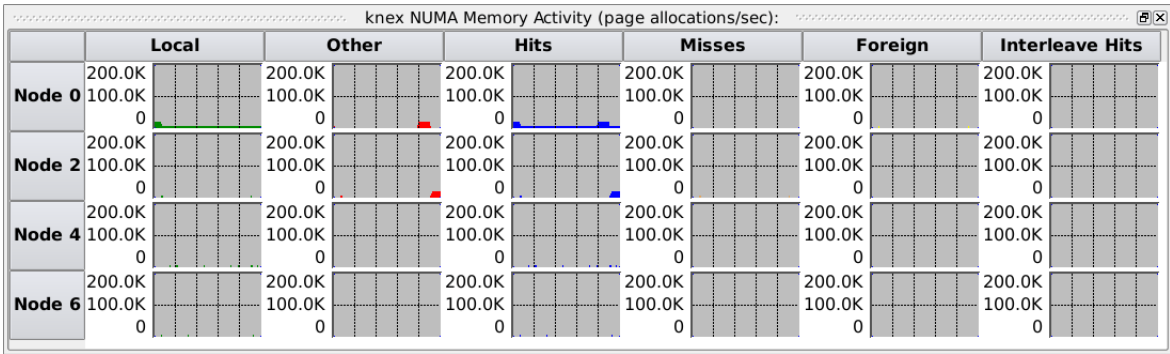 knex NUMA Memory Activity (page allocations/sec):
Local Other Hits Misses Foreign Interleave Hits
200.0K 200.0K 200.0K 200.0K 200.0K 200.0K
Node 0 100.0K 100.0K 100.0K 100.0K 100.0K 100.0K
0 0 0 0 0 0
200.0K 200.0K 200.0K 200.0K 200.0K 200.0K
Node 2 100.0K 100.0K 100.0K 100.0K 100.0K 100.0K
0 0 0 0 0 0
200.0K 200.0K 200.0K 200.0K 200.0K 200.0K
Node 4 100.0K 100.0K 100.0K 100.0K 100.0K 100.0K
0 0 0 0 0 0
200.0K 200.0K 200.0K 200.0K 200.0K 200.0K
Node 6 100.0K 100.0K 100.0K 100.0K 100.0K 100.0K
0 0 0 0 0 0